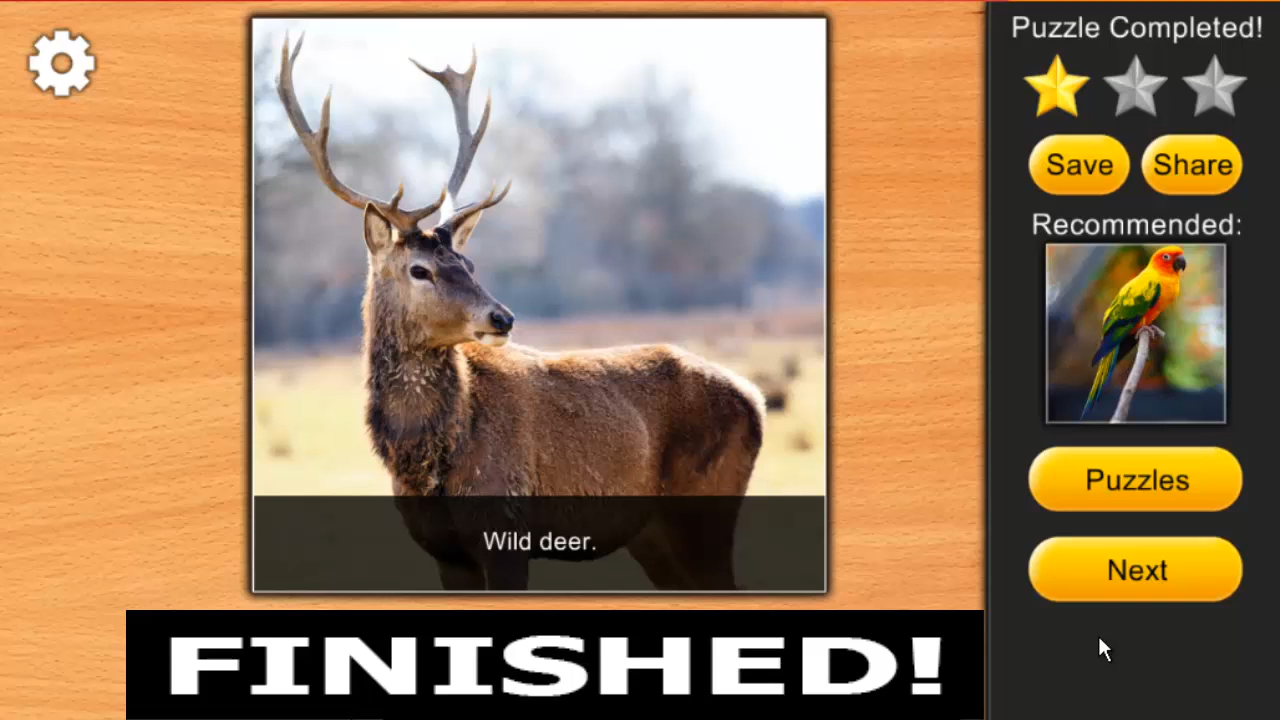 Puzzle Completed!
Save
Share
Recommended:
Puzzles
Next
Wild deer.
FINISHED!